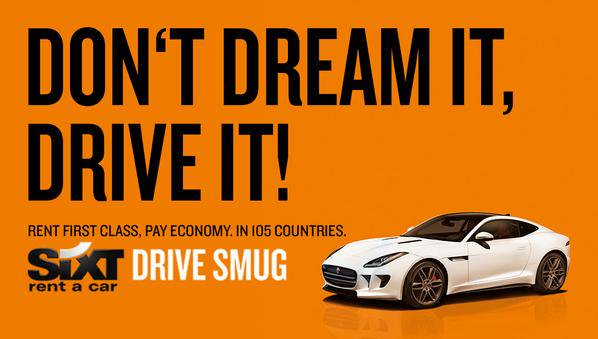 DON‘T DREAM IT,
DRIVE IT!
RENT FIRST CLASS, PAY ECONOMY. IN 105 COUNTRIES.
SiXT DRIVE SMUG
rent a car